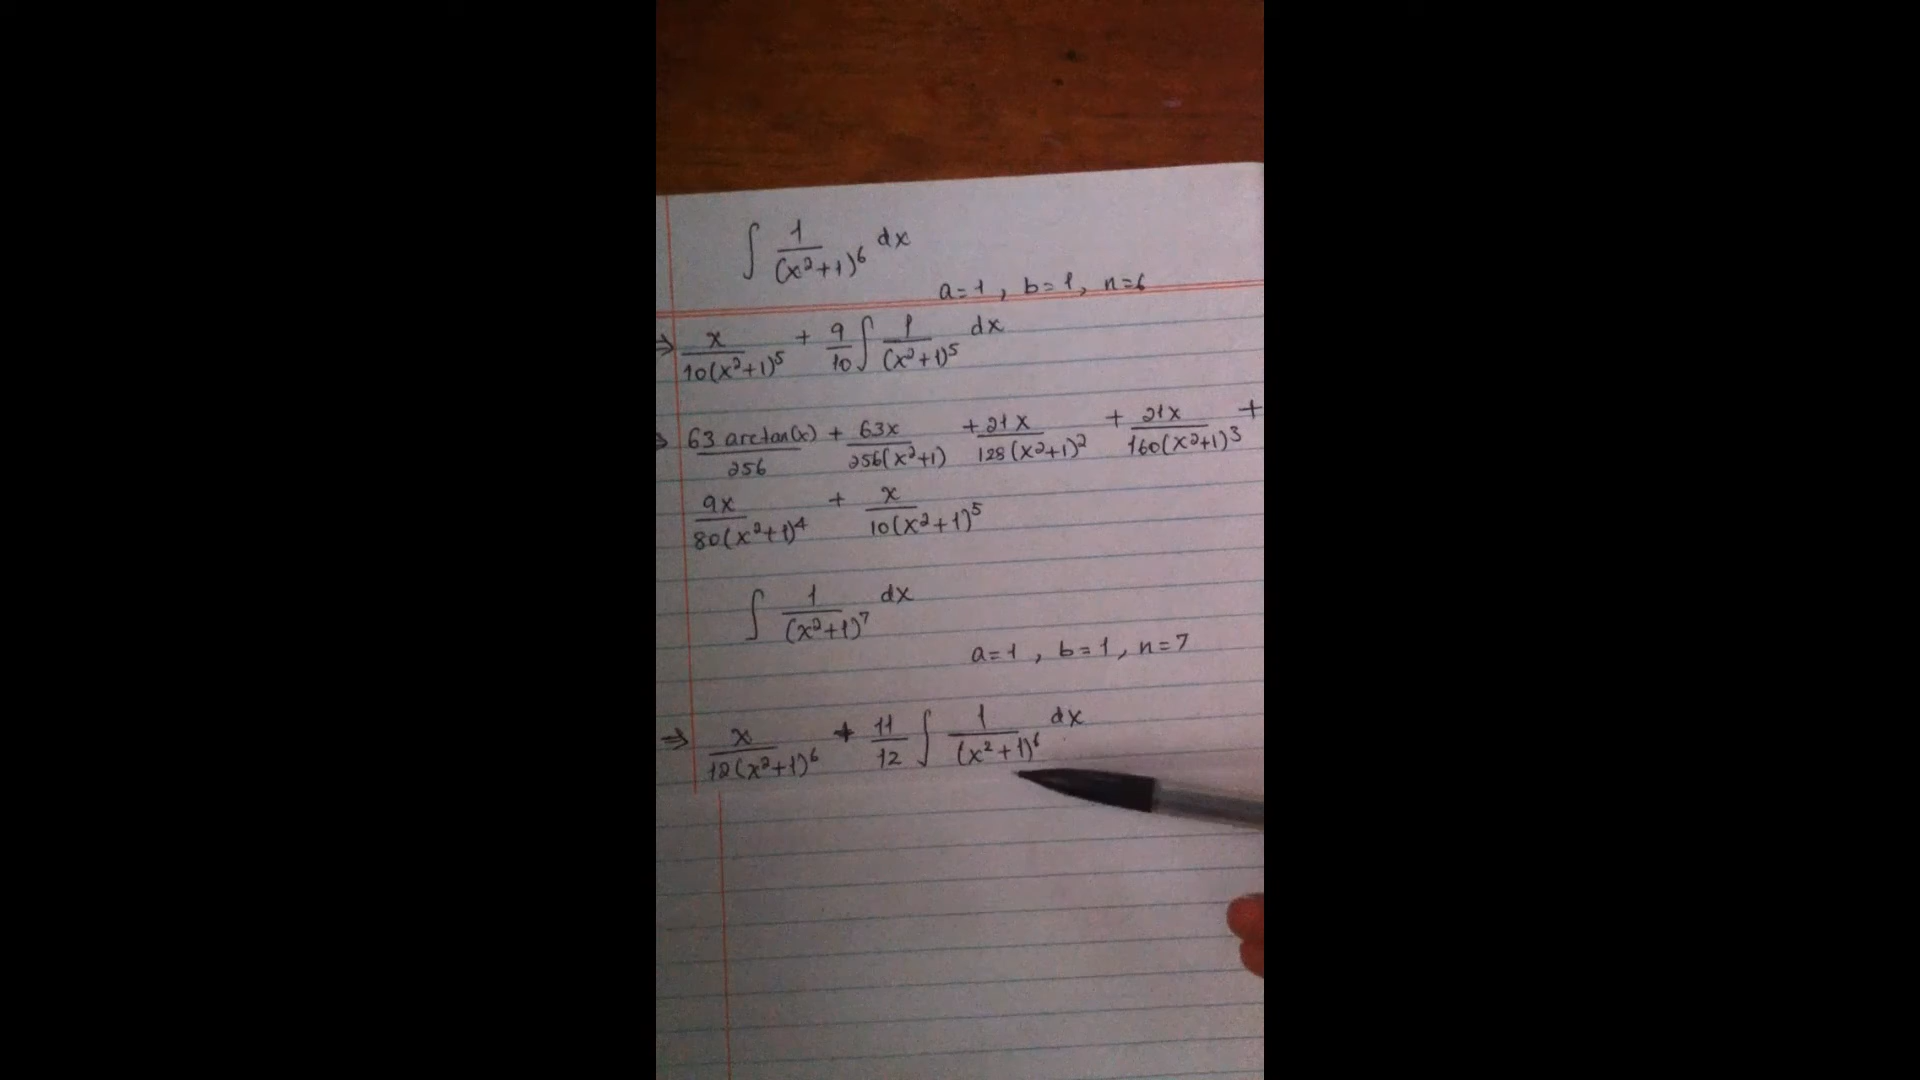 ∫ 1/(x²+1)⁶ dx
a=1, b=1, n=6
⇒ x/10(x²+1)⁵ + 9/10 ∫ 1/(x²+1)⁵ dx
⇒ 63 arctan(x)/256 + 63x/256(x²+1) + 21x/128(x²+1)² + 21x/160(x²+1)³ +
9x/80(x²+1)⁴ + x/10(x²+1)⁵
∫ 1/(x²+1)⁷ dx
a=1, b=1, n=7
⇒ x/12(x²+1)⁶ + 11/12 ∫ 1/(x²+1)⁶ dx